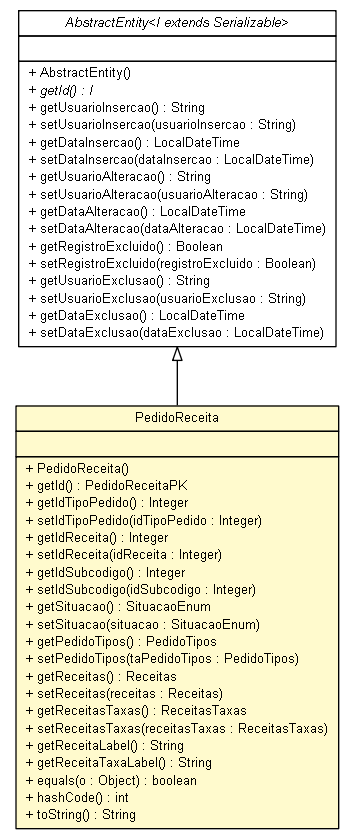 AbstractEntity<I extends Serializable>
+ AbstractEntity()
+ getId() : I
+ getUsuarioInsercao() : String
+ setUsuarioInsercao(usuarioInsercao : String)
+ getDataInsercao() : LocalDateTime
+ setDataInsercao(dataInsercao : LocalDateTime)
+ getUsuarioAlteracao() : String
+ setUsuarioAlteracao(usuarioAlteracao : String)
+ getDataAlteracao() : LocalDateTime
+ setDataAlteracao(dataAlteracao : LocalDateTime)
+ getRegistroExcluido() : Boolean
+ setRegistroExcluido(registroExcluido : Boolean)
+ getUsuarioExclusao() : String
+ setUsuarioExclusao(usuarioExclusao : String)
+ getDataExclusao() : LocalDateTime
+ setDataExclusao(dataExclusao : LocalDateTime)
PedidoReceita
+ PedidoReceita()
+ getId() : PedidoReceitaPK
+ getIdTipoPedido() : Integer
+ setIdTipoPedido(idTipoPedido : Integer)
+ getIdReceita() : Integer
+ setIdReceita(idReceita : Integer)
+ getIdSubcodigo() : Integer
+ setIdSubcodigo(idSubcodigo : Integer)
+ getSituacao() : SituacaoEnum
+ setSituacao(situacao : SituacaoEnum)
+ getPedidoTipos() : PedidoTipos
+ setPedidoTipos(taPedidoTipos : PedidoTipos)
+ getReceitas() : Receitas
+ setReceitas(receitas : Receitas)
+ getReceitasTaxas() : ReceitasTaxas
+ setReceitasTaxas(receitasTaxas : ReceitasTaxas)
+ getReceitaLabel() : String
+ getReceitaTaxaLabel() : String
+ equals(o : Object) : boolean
+ hashCode() : int
+ toString() : String